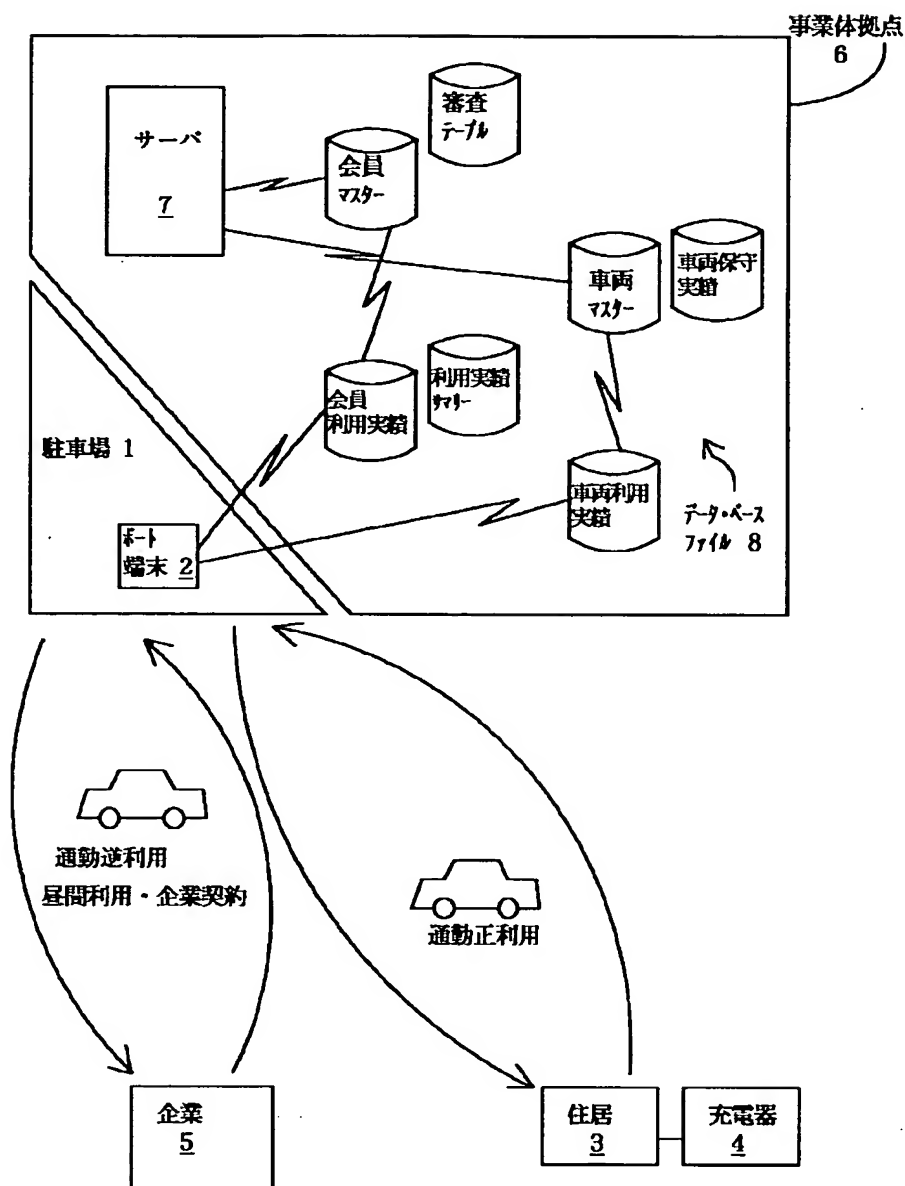 事業体拠点
6
審査
テーブル
サーバ
7
会員
マスター
車両
マスター
車両保守
実績
会員
利用実績
利用実績
サマリー
駐車場 1
車両利用
実績
データ・ベース
ファイル 8
ポート
端末 2
通勤逆利用
昼間利用・企業契約
通勤正利用
企業
5
住居
3
充電器
4